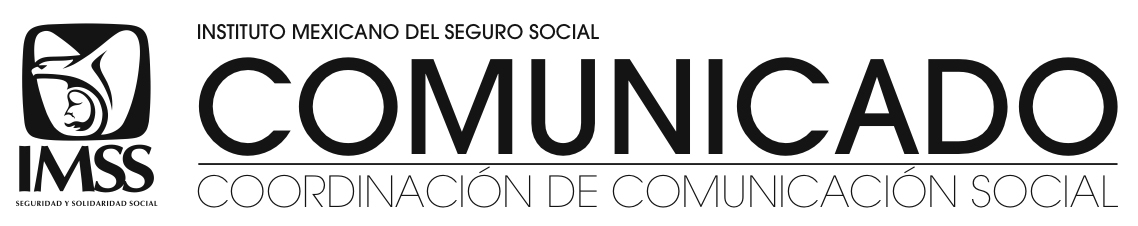 INSTITUTO MEXICANO DEL SEGURO SOCIAL
COMUNICADO
COORDINACIÓN DE COMUNICACIÓN SOCIAL
IMSS
SEGURIDAD Y SOLIDARIDAD SOCIAL